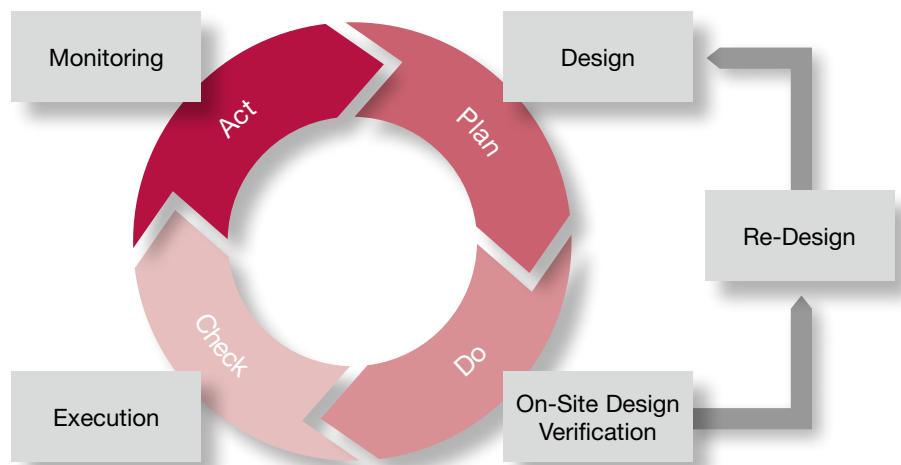 Monitoring
Design
Act
Plan
Re-Design
Check
Do
Execution
On-Site Design
Verification